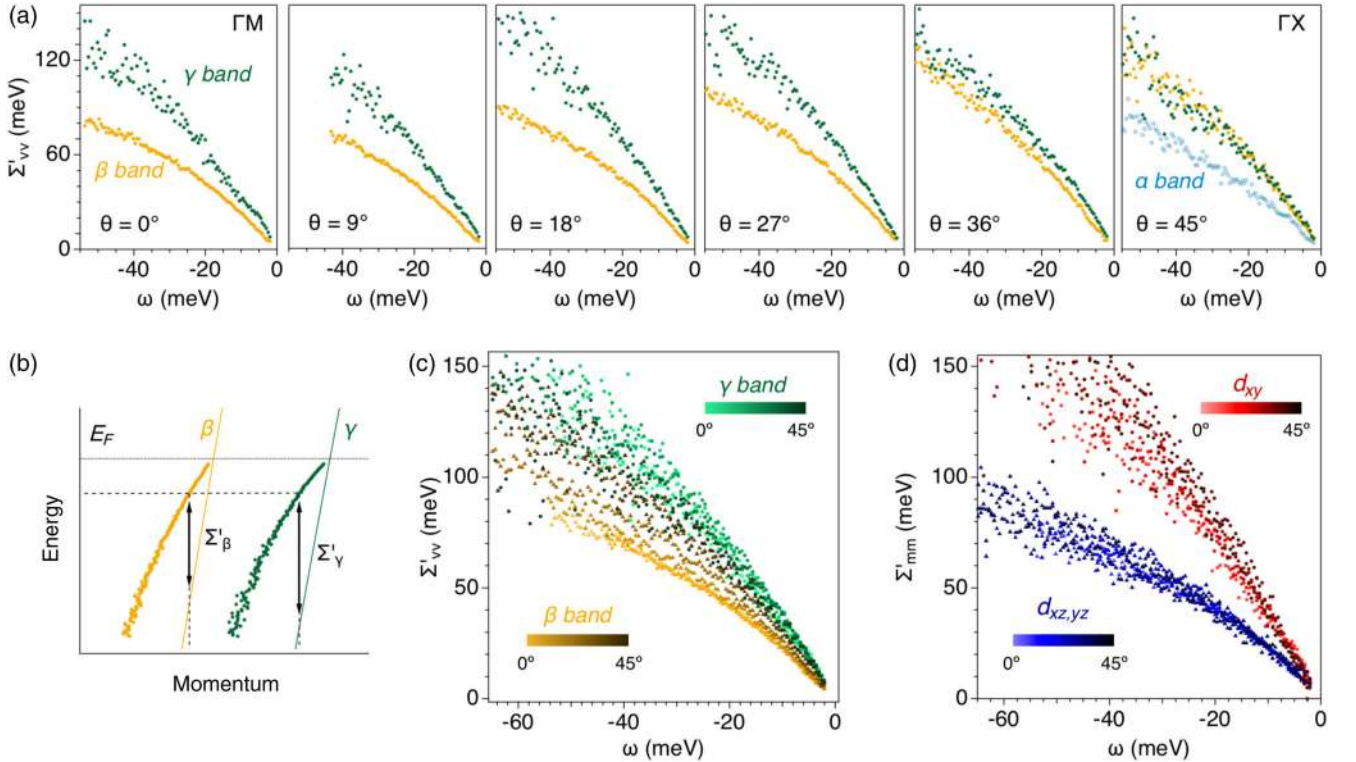 (a)
ΓM
ΓX
120
60
0
Σ'νν (meV)
γ band
β band
α band
θ = 0°
θ = 9°
θ = 18°
θ = 27°
θ = 36°
θ = 45°
-40 -20 0
-40 -20 0
-40 -20 0
-40 -20 0
-40 -20 0
-40 -20 0
ω (meV)
ω (meV)
ω (meV)
ω (meV)
ω (meV)
ω (meV)
(b)
EF
β
γ
Σ'β
Σ'γ
Energy
Momentum
(c)
150
100
50
0
Σ'νν (meV)
γ band
0° 45°
β band
0° 45°
-60 -40 -20 0
ω (meV)
(d)
150
100
50
0
Σ'mm (meV)
dxy
0° 45°
dxz,yz
0° 45°
-60 -40 -20 0
ω (meV)